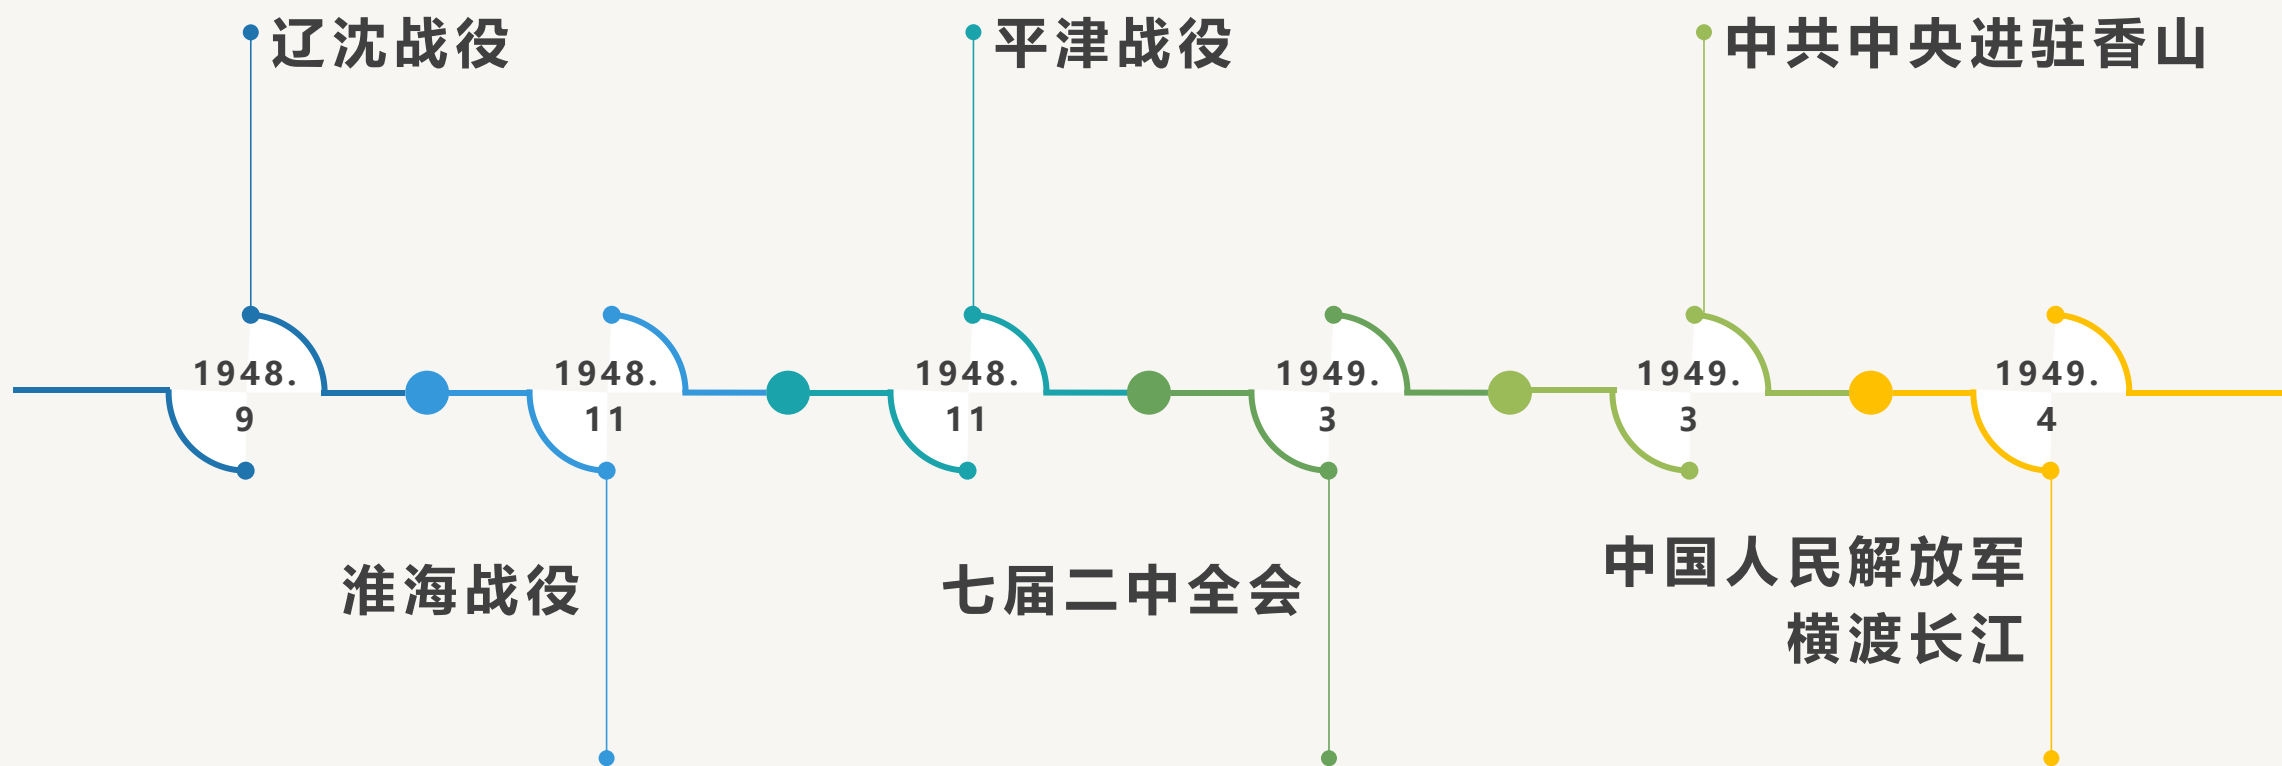 辽沈战役
平津战役
中共中央进驻香山
1948.
9
1948.
11
1948.
11
1949.
3
1949.
3
1949.
4
淮海战役
七届二中全会
中国人民解放军
横渡长江